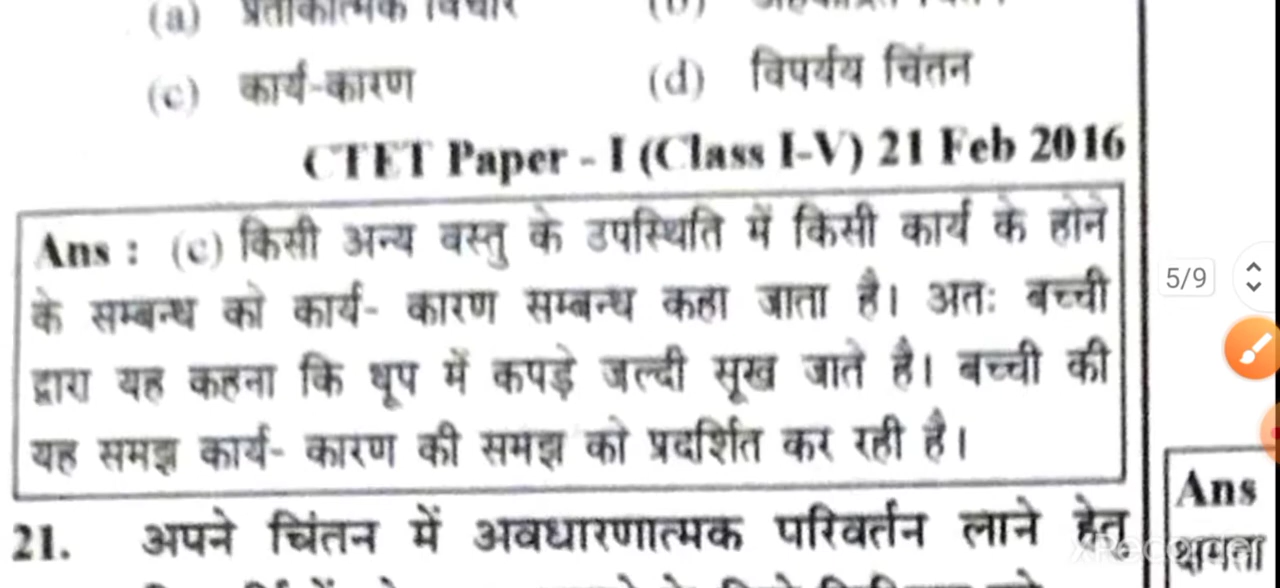 (a) प्रतीकात्मक विचार
(c) कार्य-कारण (d) विपर्यय चिंतन
CTET Paper - I (Class I-V) 21 Feb 2016
Ans : (c) किसी अन्य वस्तु के उपस्थिति में किसी कार्य के होने
के सम्बन्ध को कार्य- कारण सम्बन्ध कहा जाता है। अतः बच्ची
द्वारा यह कहना कि धूप में कपड़े जल्दी सूख जाते है। बच्ची की
यह समझ कार्य- कारण की समझ को प्रदर्शित कर रही है।
21. अपने चिंतन में अवधारणात्मक परिवर्तन लाने हेतु
5/9
Ans
क्षमता